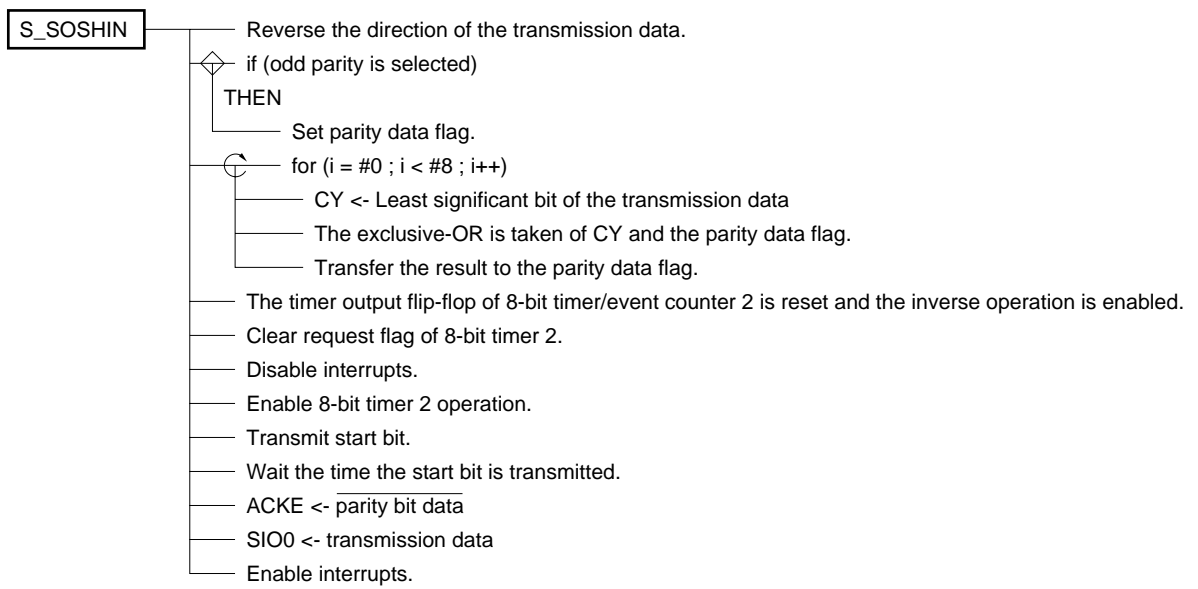 S_SOSHIN
Reverse the direction of the transmission data.
if (odd parity is selected)
THEN
Set parity data flag.
for (i = #0 ; i < #8 ; i++)
CY <- Least significant bit of the transmission data
The exclusive-OR is taken of CY and the parity data flag.
Transfer the result to the parity data flag.
The timer output flip-flop of 8-bit timer/event counter 2 is reset and the inverse operation is enabled.
Clear request flag of 8-bit timer 2.
Disable interrupts.
Enable 8-bit timer 2 operation.
Transmit start bit.
Wait the time the start bit is transmitted.
ACKE <- parity bit data
SIO0 <- transmission data
Enable interrupts.